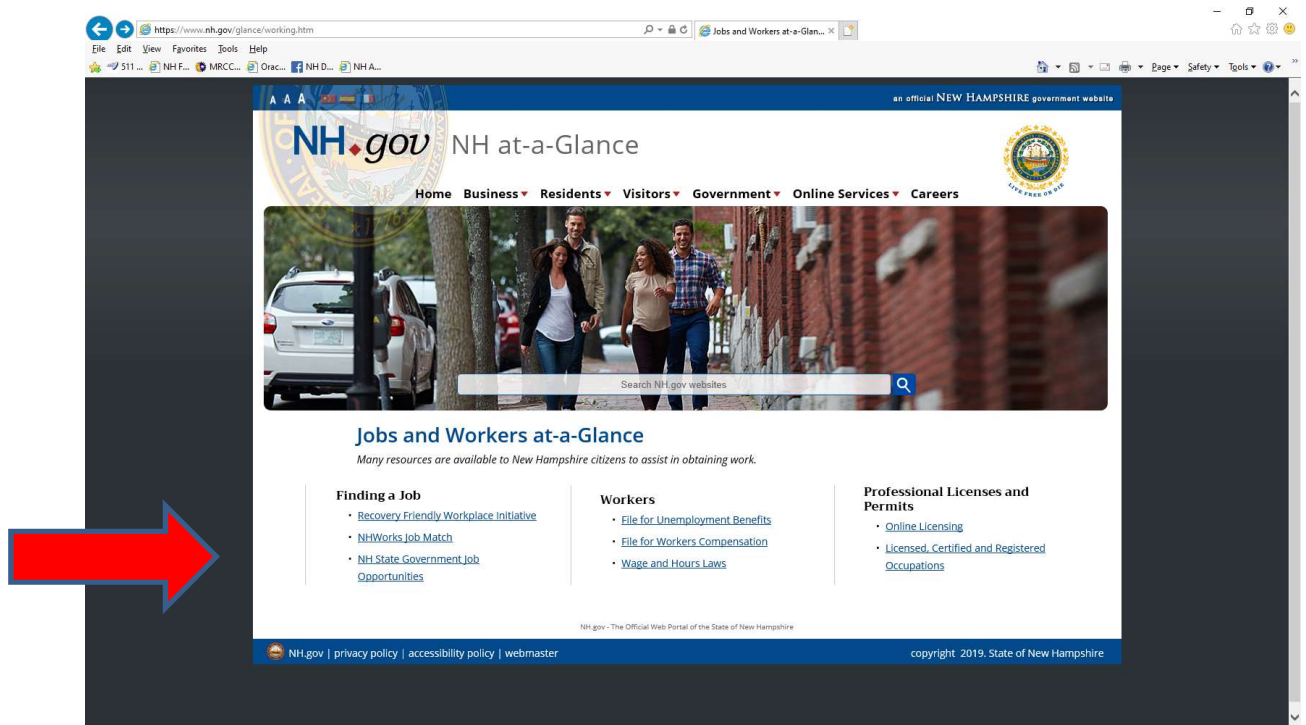 https://www.nh.gov/glance/working.htm
Jobs and Workers at-a-Glan...
File Edit View Favorites Tools Help
511 ... NH F... MRCC... Orac... NH D... NH A...
Page Safety Tools
A A A
an official NEW HAMPSHIRE government website
NH.gov NH at-a-Glance
LIVE FREE OR DIE
Home Business Residents Visitors Government Online Services Careers
Search NH.gov websites
Jobs and Workers at-a-Glance
Many resources are available to New Hampshire citizens to assist in obtaining work.
Finding a Job
• Recovery Friendly Workplace Initiative
• NHWorks Job Match
• NH State Government Job
Opportunities
Workers
• File for Unemployment Benefits
• File for Workers Compensation
• Wage and Hours Laws
Professional Licenses and
Permits
• Online Licensing
• Licensed, Certified and Registered
Occupations
NH.gov - The Official Web Portal of the State of New Hampshire
NH.gov | privacy policy | accessibility policy | webmaster
copyright 2019. State of New Hampshire